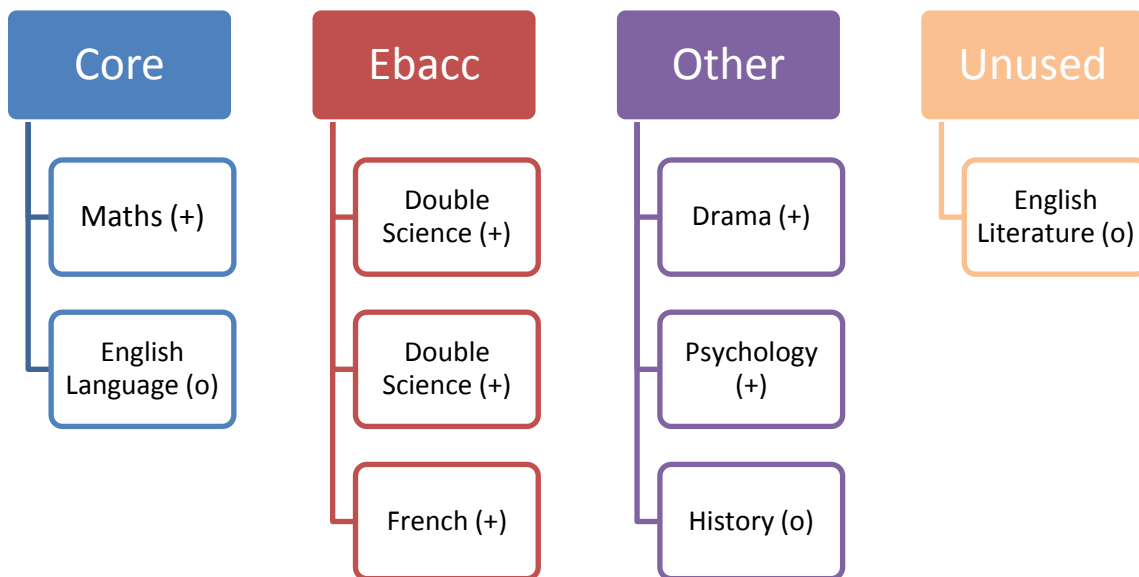 Core
Maths (+)
English
Language (o)
Ebacc
Double
Science (+)
Double
Science (+)
French (+)
Other
Drama (+)
Psychology
(+)
History (o)
Unused
English
Literature (o)